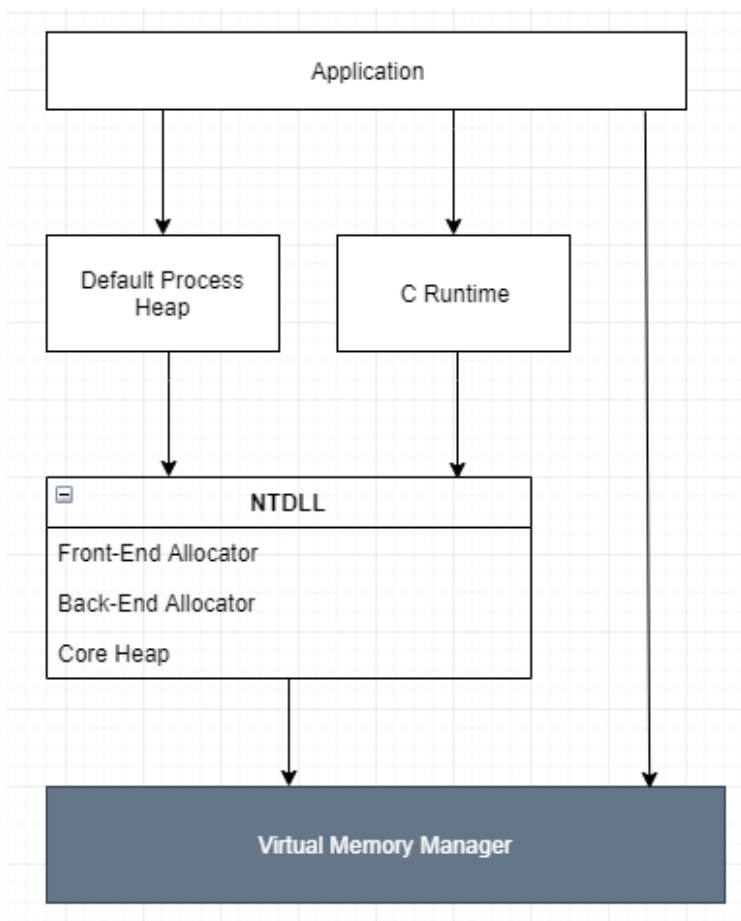 Application
Default Process
Heap
C Runtime
NTDLL
Front-End Allocator
Back-End Allocator
Core Heap
Virtual Memory Manager